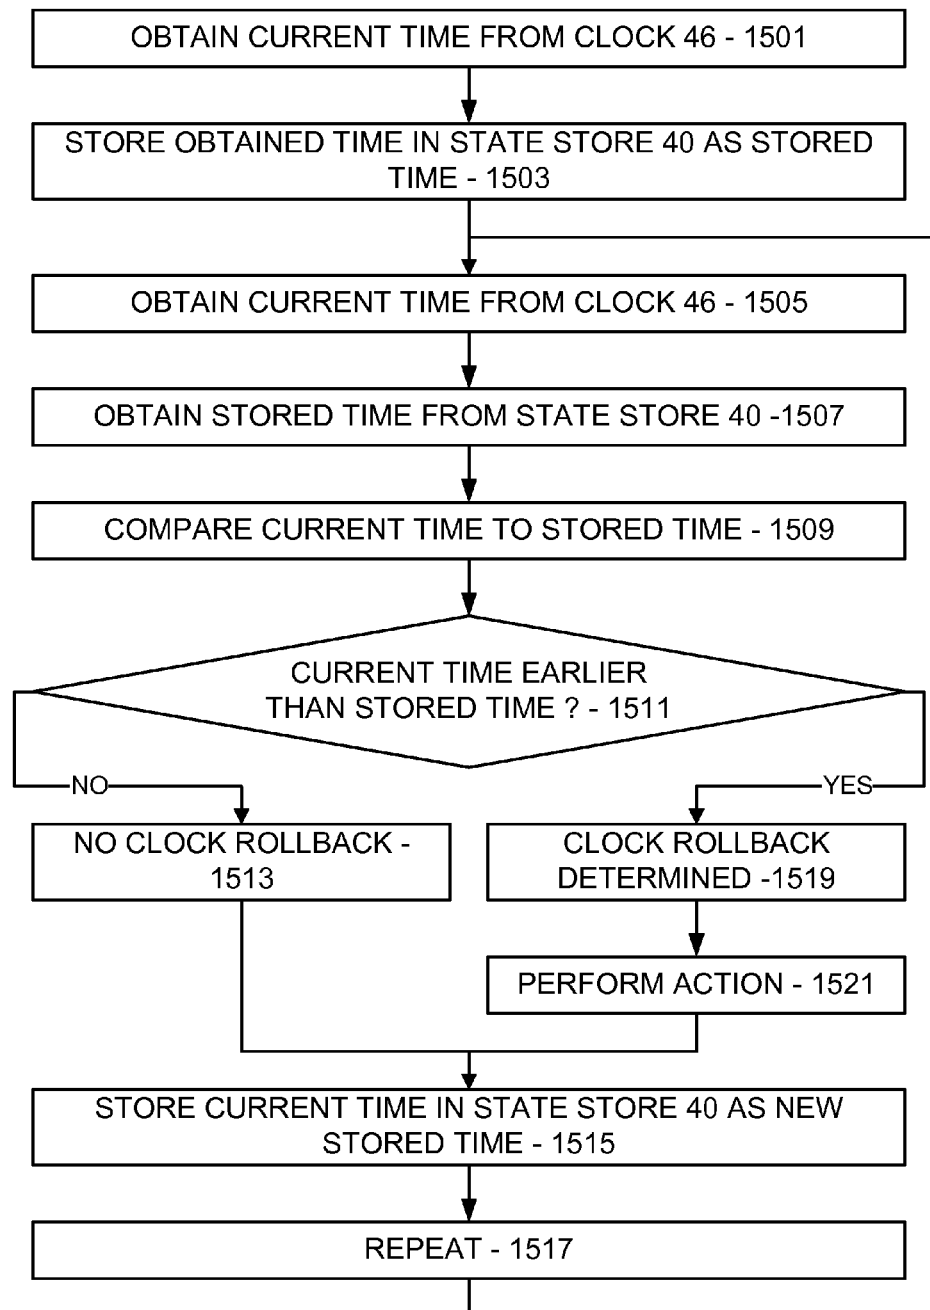 OBTAIN CURRENT TIME FROM CLOCK 46 - 1501
STORE OBTAINED TIME IN STATE STORE 40 AS STORED
TIME - 1503
OBTAIN CURRENT TIME FROM CLOCK 46 - 1505
OBTAIN STORED TIME FROM STATE STORE 40 -1507
COMPARE CURRENT TIME TO STORED TIME - 1509
CURRENT TIME EARLIER
THAN STORED TIME ? - 1511
NO
YES
NO CLOCK ROLLBACK -
1513
CLOCK ROLLBACK
DETERMINED -1519
PERFORM ACTION - 1521
STORE CURRENT TIME IN STATE STORE 40 AS NEW
STORED TIME - 1515
REPEAT - 1517